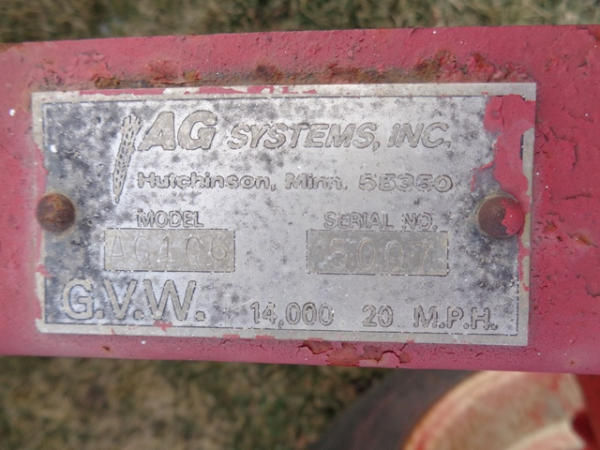 AG SYSTEMS, INC.
Hutchinson, Minn. 55350
MODEL SERIAL NO.
G.V.W. 14,000 20 M.P.H.